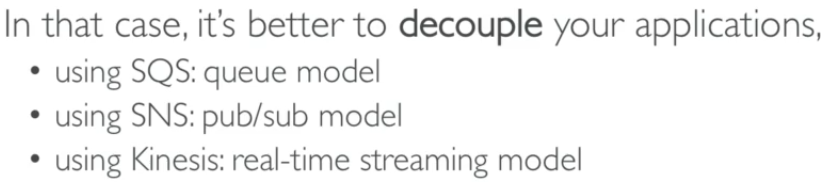 In that case, it's better to decouple your applications,
• using SQS: queue model
• using SNS: pub/sub model
• using Kinesis: real-time streaming model